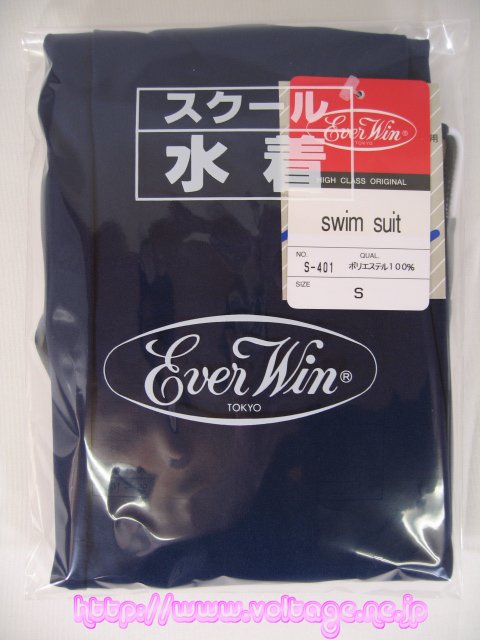 スクール
水着
Ever Win®
TOKYO
用
HIGH CLASS ORIGINAL
swim suit
NO. QUAL.
S-401 ポリエステル100%
SIZE
S
Ever Win®
TOKYO
http://www.voltage.ne.jp